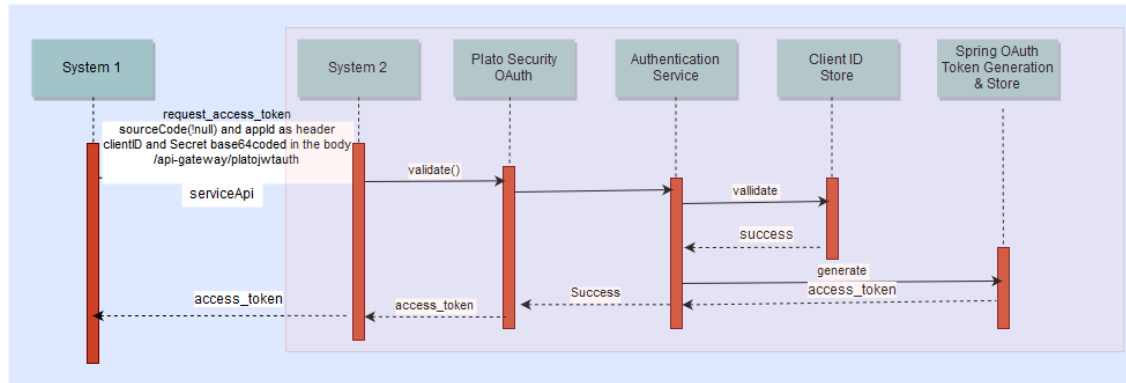 System 1
System 2
Plato Security
OAuth
Authentication
Service
Client ID
Store
Spring OAuth
Token Generation
& Store
request_access_token
sourceCode(!null) and appId as header
clientID and Secret base64coded in the body
/api-gateway/platojwtauth
serviceApi
validate()
vallidate
success
generate
access_token
Success
access_token
access_token